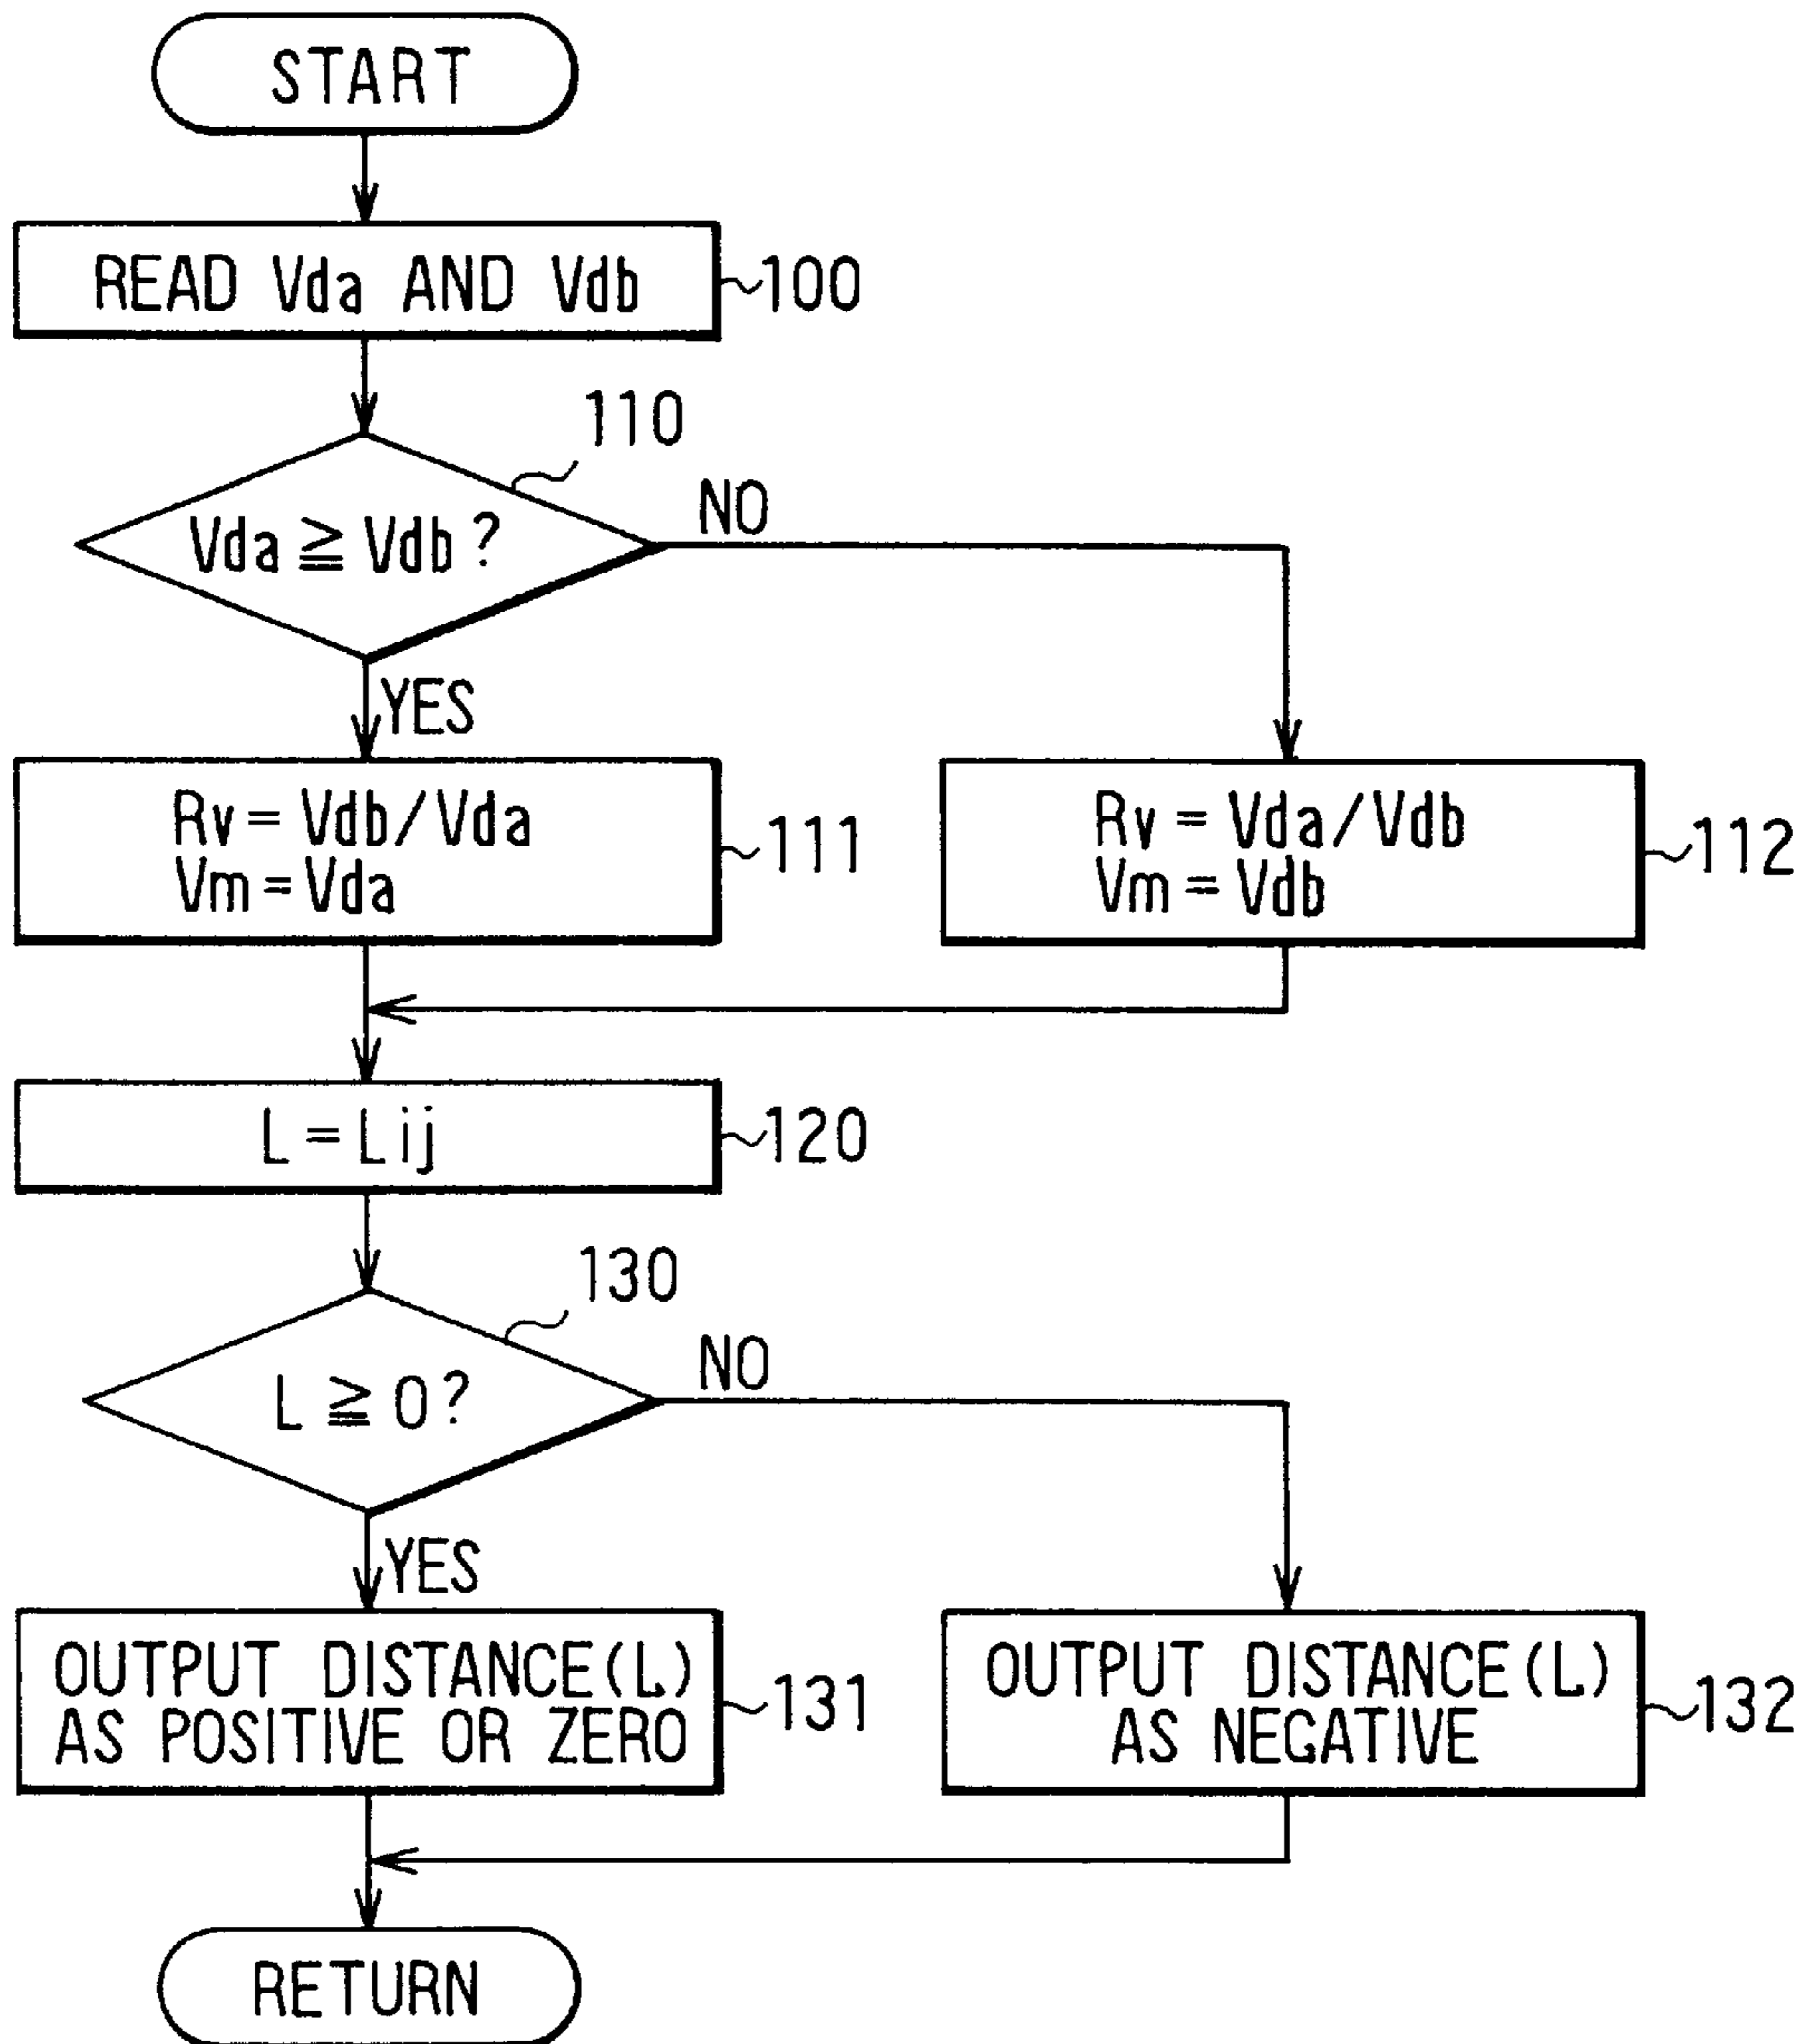 START
READ Vda AND Vdb
100
110
Vda ≧ Vdb ?
NO
YES
Rv = Vdb/Vda
Vm = Vda
111
Rv = Vda/Vdb
Vm = Vdb
112
L = Lij
120
130
L ≧ 0?
NO
YES
OUTPUT DISTANCE(L)
AS POSITIVE OR ZERO
131
OUTPUT DISTANCE(L)
AS NEGATIVE
132
RETURN